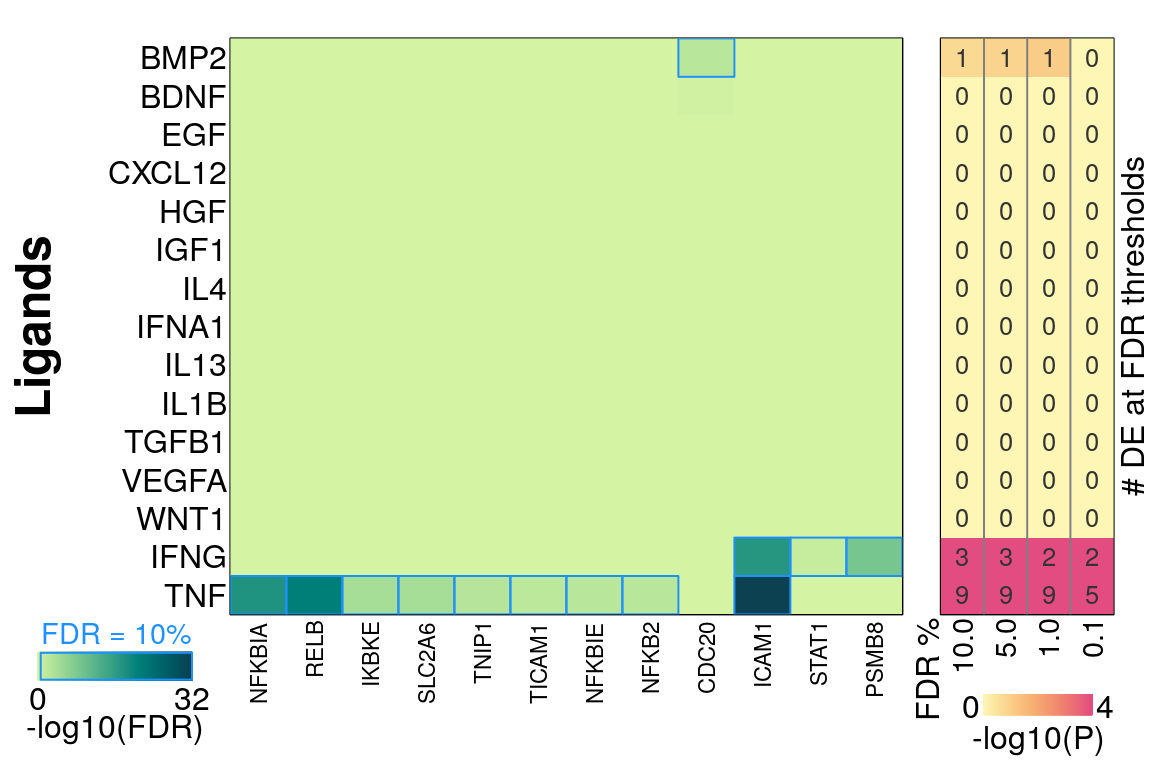 Ligands
BMP2 1 1 1 0
BDNF 0 0 0 0
EGF 0 0 0 0
CXCL12 0 0 0 0
HGF 0 0 0 0
IGF1 0 0 0 0
IL4 0 0 0 0
IFNA1 0 0 0 0
IL13 0 0 0 0
IL1B 0 0 0 0
TGFB1 0 0 0 0
VEGFA 0 0 0 0
WNT1 0 0 0 0
IFNG 3 3 2 2
TNF 9 9 9 5
# DE at FDR thresholds
NFKBIA
RELB
IKBKE
SLC2A6
TNIP1
TICAM1
NFKBIE
NFKB2
CDC20
ICAM1
STAT1
PSMB8
FDR %
10.0
5.0
1.0
0.1
FDR = 10%
0 32
-log10(FDR)
0 4
-log10(P)